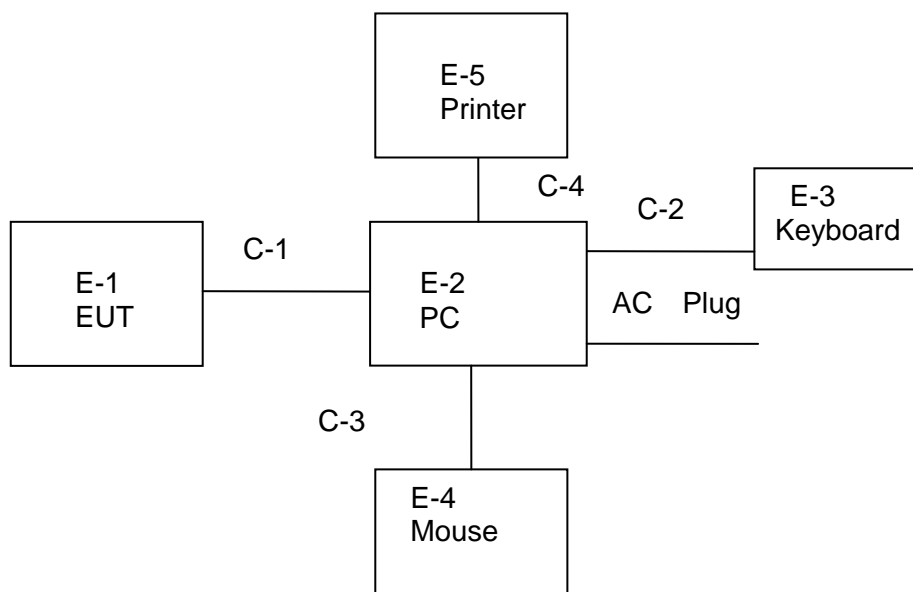 E-5
Printer
C-4
C-2
E-3
Keyboard
C-1
E-1
EUT
E-2
PC
AC Plug
C-3
E-4
Mouse